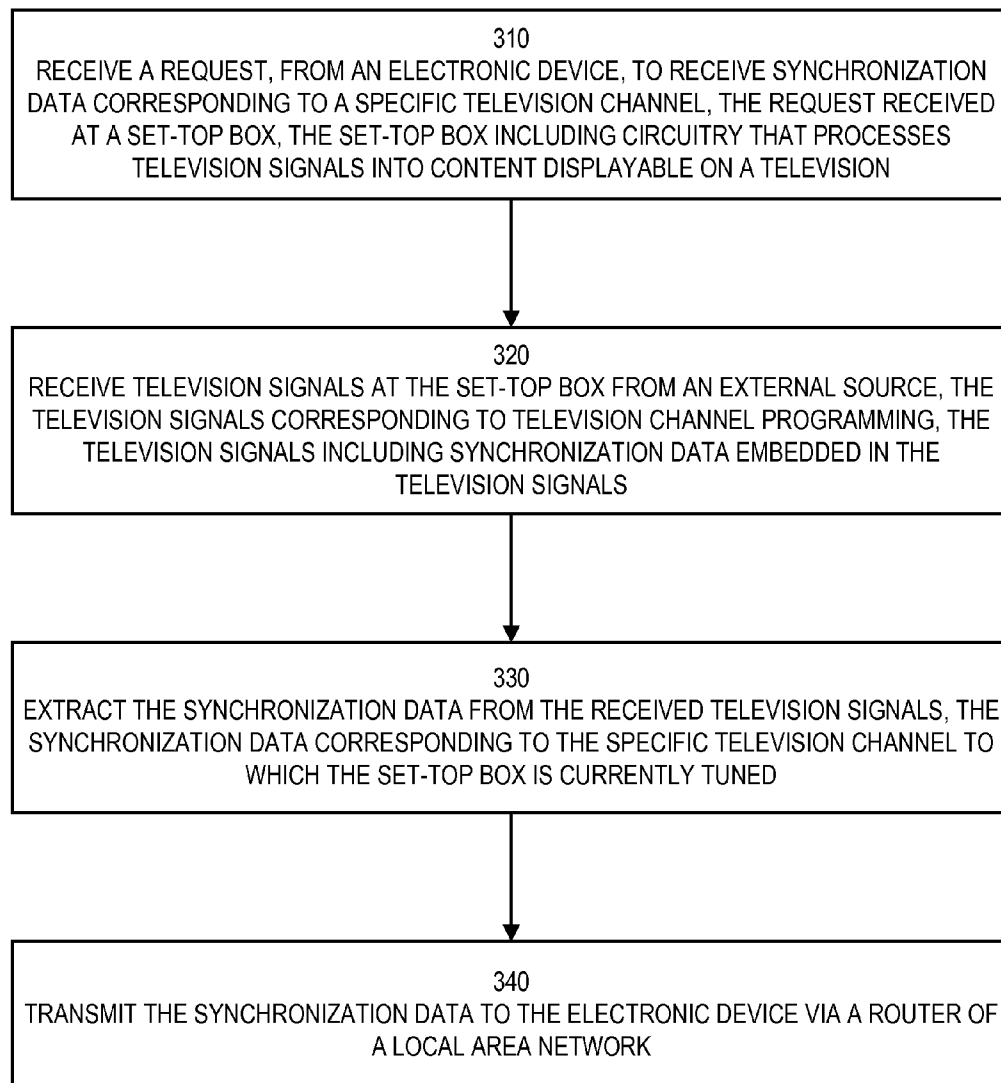 310
RECEIVE A REQUEST, FROM AN ELECTRONIC DEVICE, TO RECEIVE SYNCHRONIZATION
DATA CORRESPONDING TO A SPECIFIC TELEVISION CHANNEL, THE REQUEST RECEIVED
AT A SET-TOP BOX, THE SET-TOP BOX INCLUDING CIRCUITRY THAT PROCESSES
TELEVISION SIGNALS INTO CONTENT DISPLAYABLE ON A TELEVISION
320
RECEIVE TELEVISION SIGNALS AT THE SET-TOP BOX FROM AN EXTERNAL SOURCE, THE
TELEVISION SIGNALS CORRESPONDING TO TELEVISION CHANNEL PROGRAMMING, THE
TELEVISION SIGNALS INCLUDING SYNCHRONIZATION DATA EMBEDDED IN THE
TELEVISION SIGNALS
330
EXTRACT THE SYNCHRONIZATION DATA FROM THE RECEIVED TELEVISION SIGNALS, THE
SYNCHRONIZATION DATA CORRESPONDING TO THE SPECIFIC TELEVISION CHANNEL TO
WHICH THE SET-TOP BOX IS CURRENTLY TUNED
340
TRANSMIT THE SYNCHRONIZATION DATA TO THE ELECTRONIC DEVICE VIA A ROUTER OF
A LOCAL AREA NETWORK